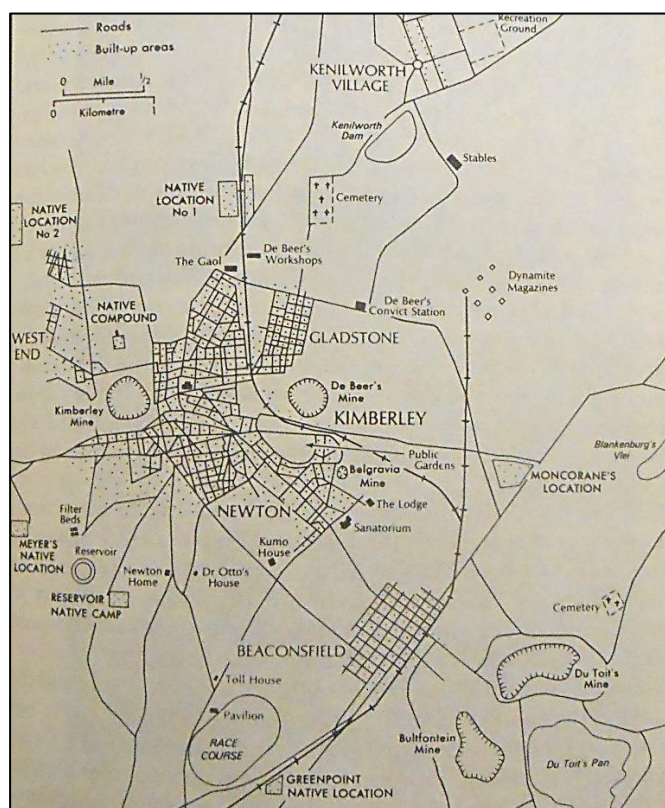 Roads
Built-up areas
0 Mile ½
0 Kilometre 1
Recreation
Ground
KENILWORTH
VILLAGE
Kenilworth
Dam
Stables
NATIVE
LOCATION
No 1
Cemetery
NATIVE
LOCATION
No 2
The Gaol
De Beer's
Workshops
Dynamite
Magazines
De Beer's
Convict Station
NATIVE
COMPOUND
WEST
END
GLADSTONE
De Beer's
Mine
Kimberley
Mine
KIMBERLEY
Public
Gardens
Blankenburg's
Vlei
MONCORANE'S
LOCATION
Belgravia
Mine
The Lodge
NEWTON
Sanatorium
Filter
Beds
Kumo
House
MEYER'S
NATIVE
LOCATION
Reservoir
Newton
Home
Dr Otto's
House
RESERVOIR
NATIVE CAMP
Cemetery
BEACONSFIELD
Toll House
Du Toit's
Mine
Pavilion
RACE
COURSE
Bultfontein
Mine
Du Toit's Pan
GREENPOINT
NATIVE LOCATION